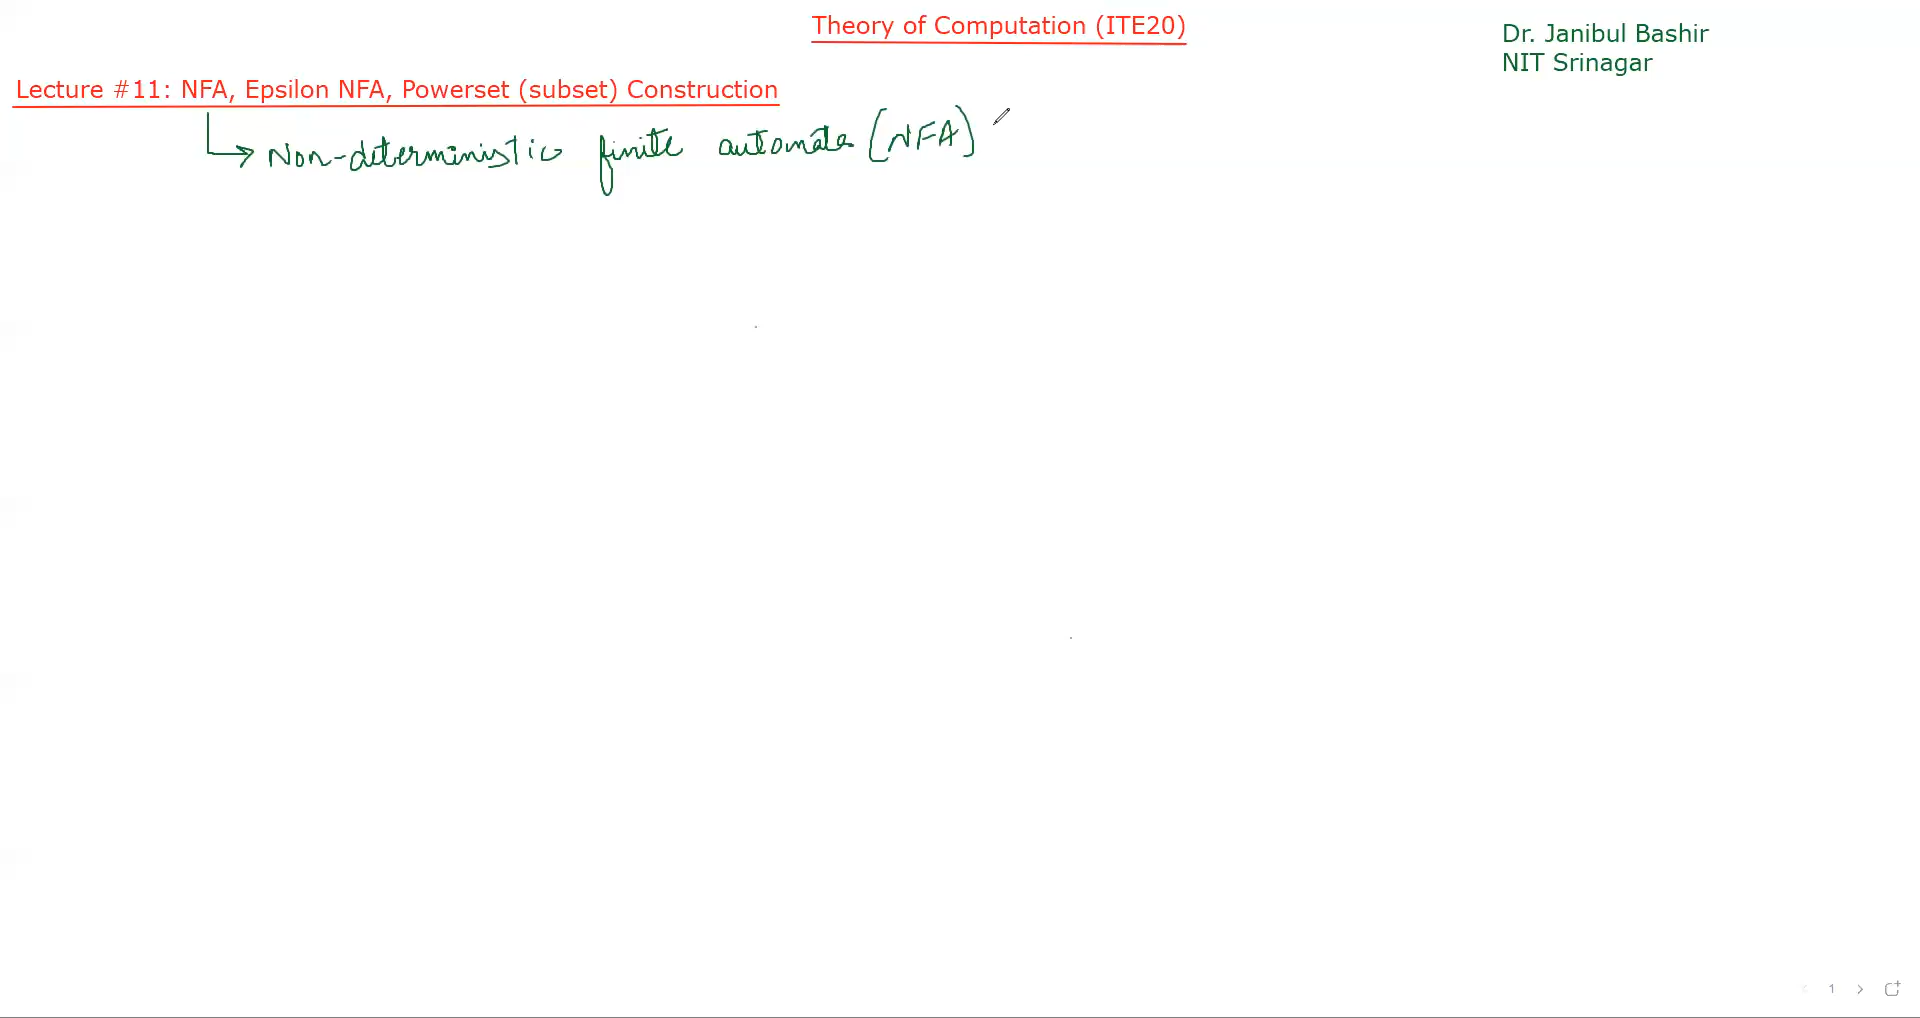 Theory of Computation (ITE20)
Dr. Janibul Bashir
NIT Srinagar
Lecture #11: NFA, Epsilon NFA, Powerset (subset) Construction
Non-deterministic finite automata (NFA)
1